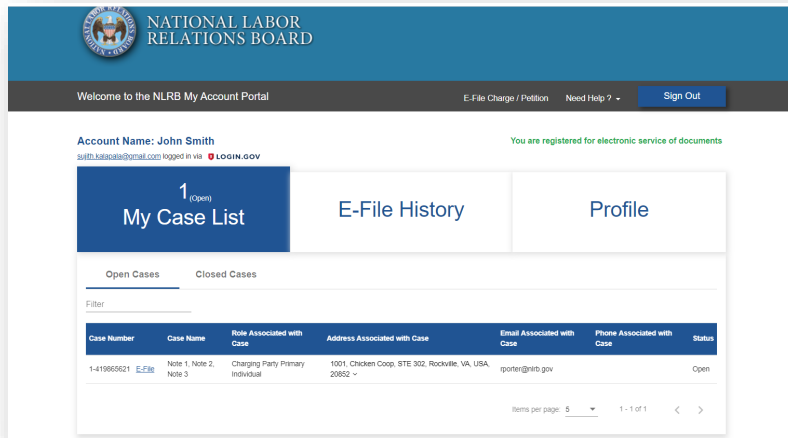 NATIONAL LABOR
RELATIONS BOARD
Welcome to the NLRB My Account Portal
E-File Charge / Petition
Need Help ?
Sign Out
Account Name: John Smith
You are registered for electronic service of documents
sujith.kalapala@gmail.com logged in via LOGIN.GOV
1 (Open)
My Case List
E-File History
Profile
Open Cases
Closed Cases
Filter
Case Number
Case Name
Role Associated with
Case
Address Associated with Case
Email Associated with
Case
Phone Associated with
Case
Status
1-419865621 E-File
Note 1, Note 2,
Note 3
Charging Party Primary
Individual
1001, Chicken Coop, STE 302, Rockville, VA, USA,
20852
rporter@nlrb.gov
Open
Items per page: 5
1 - 1 of 1